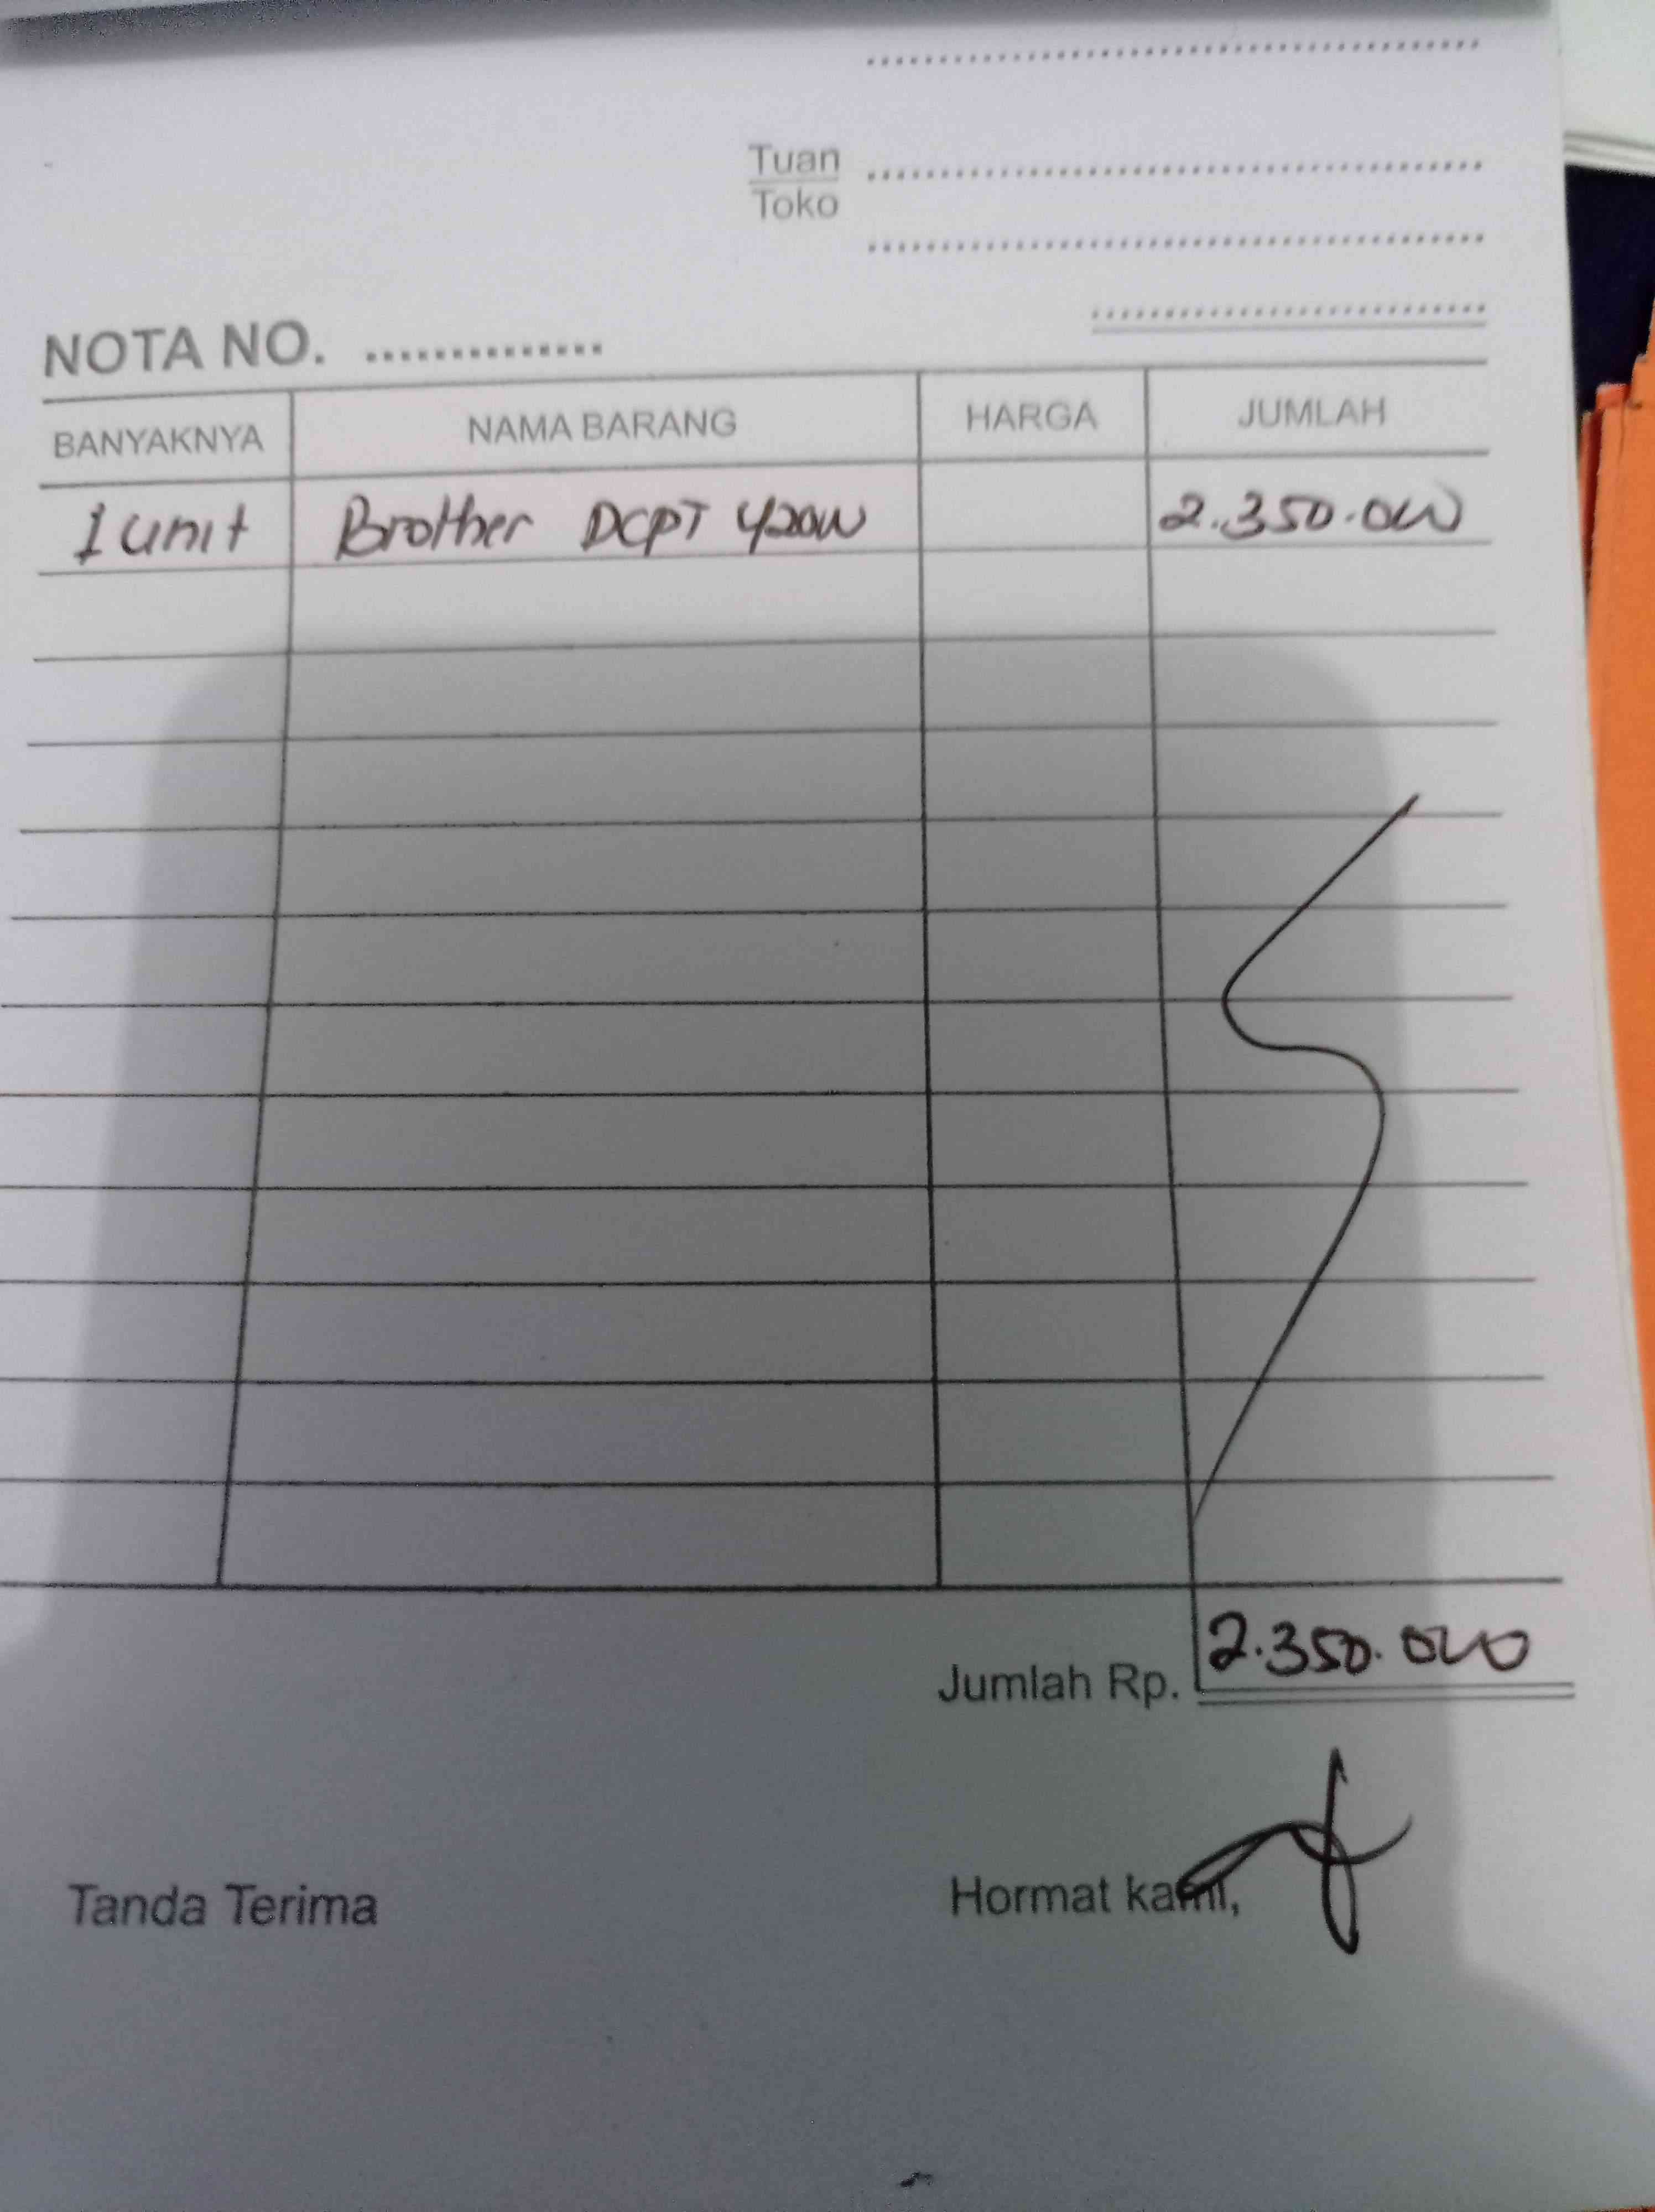 Tuan
Toko
NOTA NO. ..............
BANYAKNYA NAMA BARANG HARGA JUMLAH
1 unit Brother DCPT 420W 2.350.000
Jumlah Rp. 2.350.000
Tanda Terima Hormat kami,